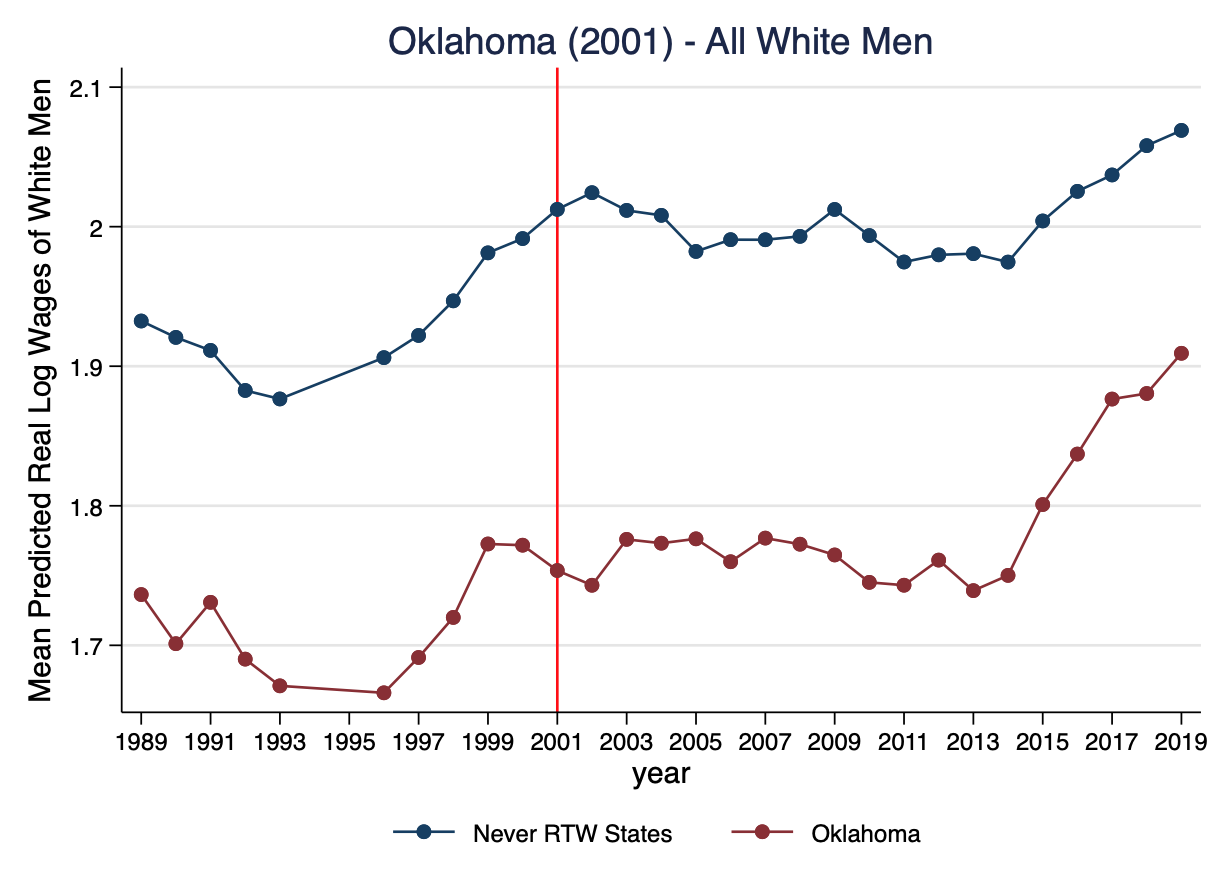 Oklahoma (2001) - All White Men
Mean Predicted Real Log Wages of White Men
2.1
2
1.9
1.8
1.7
1989 1991 1993 1995 1997 1999 2001 2003 2005 2007 2009 2011 2013 2015 2017 2019
year
Never RTW States Oklahoma